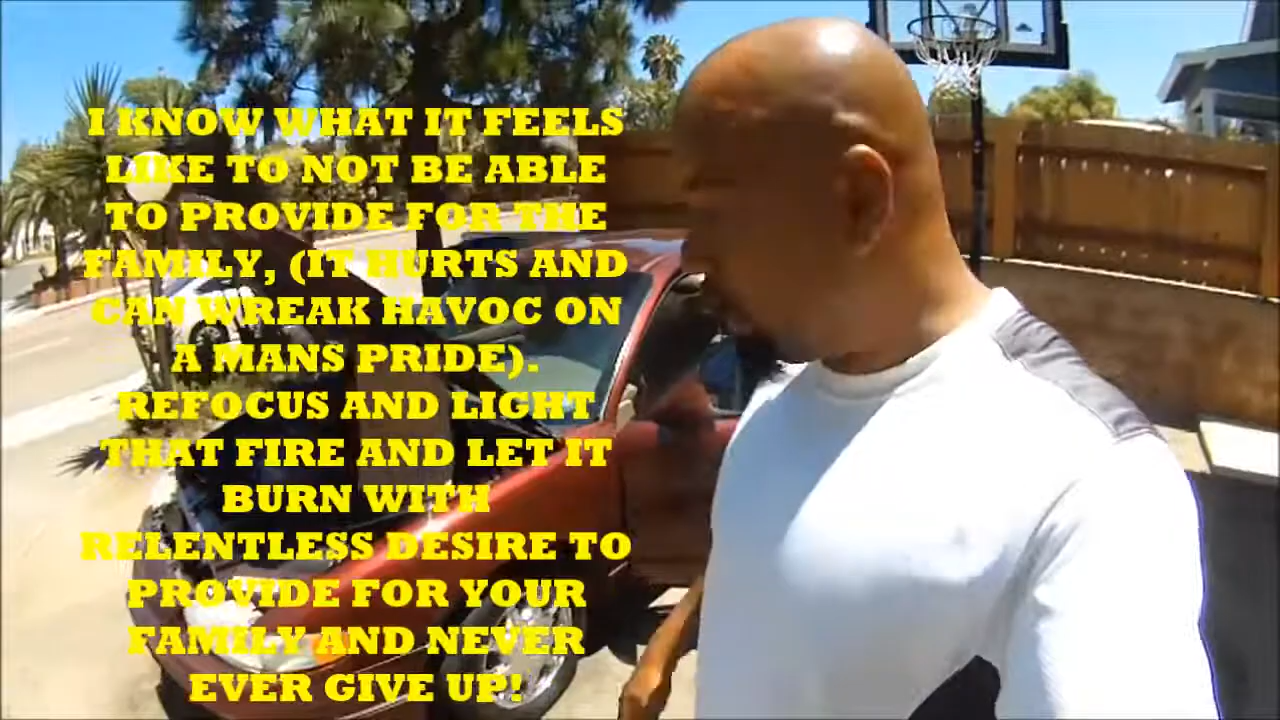 I KNOW WHAT IT FEELS
LIKE TO NOT BE ABLE
TO PROVIDE FOR THE
FAMILY, (IT HURTS AND
CAN WREAK HAVOC ON
A MANS PRIDE).
REFOCUS AND LIGHT
THAT FIRE AND LET IT
BURN WITH
RELENTLESS DESIRE TO
PROVIDE FOR YOUR
FAMILY AND NEVER
EVER GIVE UP!